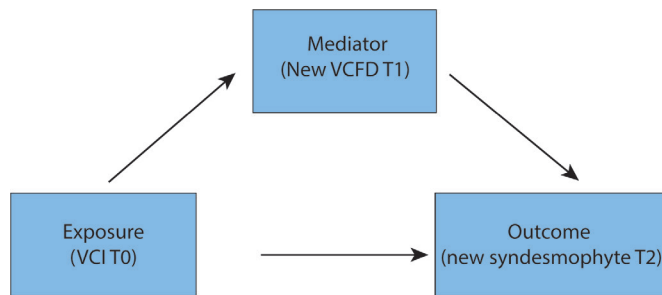 Mediator
(New VCFD T1)
Exposure
(VCI T0)
Outcome
(new syndesmophyte T2)